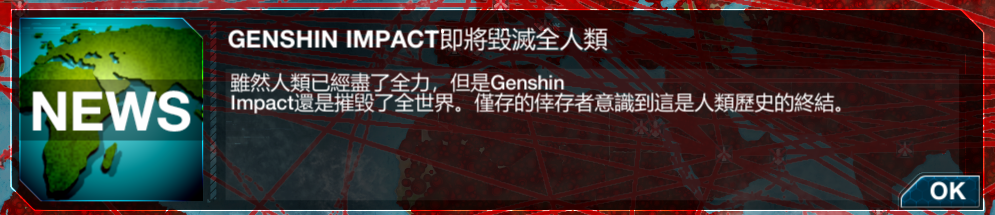 NEWS
GENSHIN IMPACT即將毀滅全人類
雖然人類已經盡了全力，但是Genshin
Impact還是摧毀了全世界。僅存的倖存者意識到這是人類歷史的終結。
OK